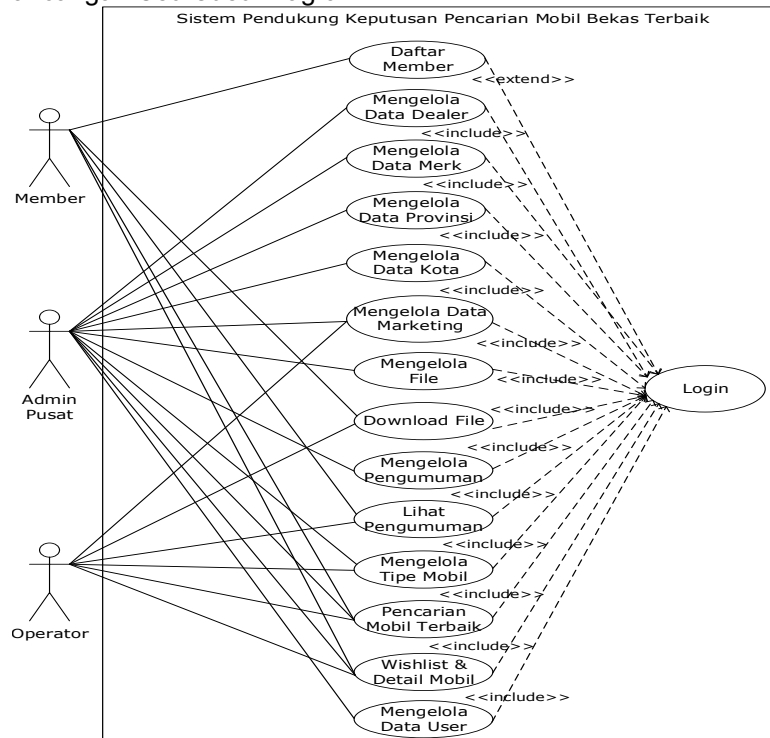 Sistem Pendukung Keputusan Pencarian Mobil Bekas Terbaik
Daftar
Member
<<extend>>
Mengelola
Data Dealer
<<include>>
Mengelola
Data Merk
<<include>>
Member
Mengelola
Data Provinsi
<<include>>
Mengelola
Data Kota
<<include>>
Mengelola Data
Marketing
<<include>>
Admin
Pusat
Mengelola
File
<<include>>
Login
Download File
<<include>>
Mengelola
Pengumuman
<<include>>
Lihat
Pengumuman
<<include>>
Mengelola
Tipe Mobil
<<include>>
Operator
Pencarian
Mobil Terbaik
<<include>>
Wishlist &
Detail Mobil
<<include>>
Mengelola
Data User
<<include>>